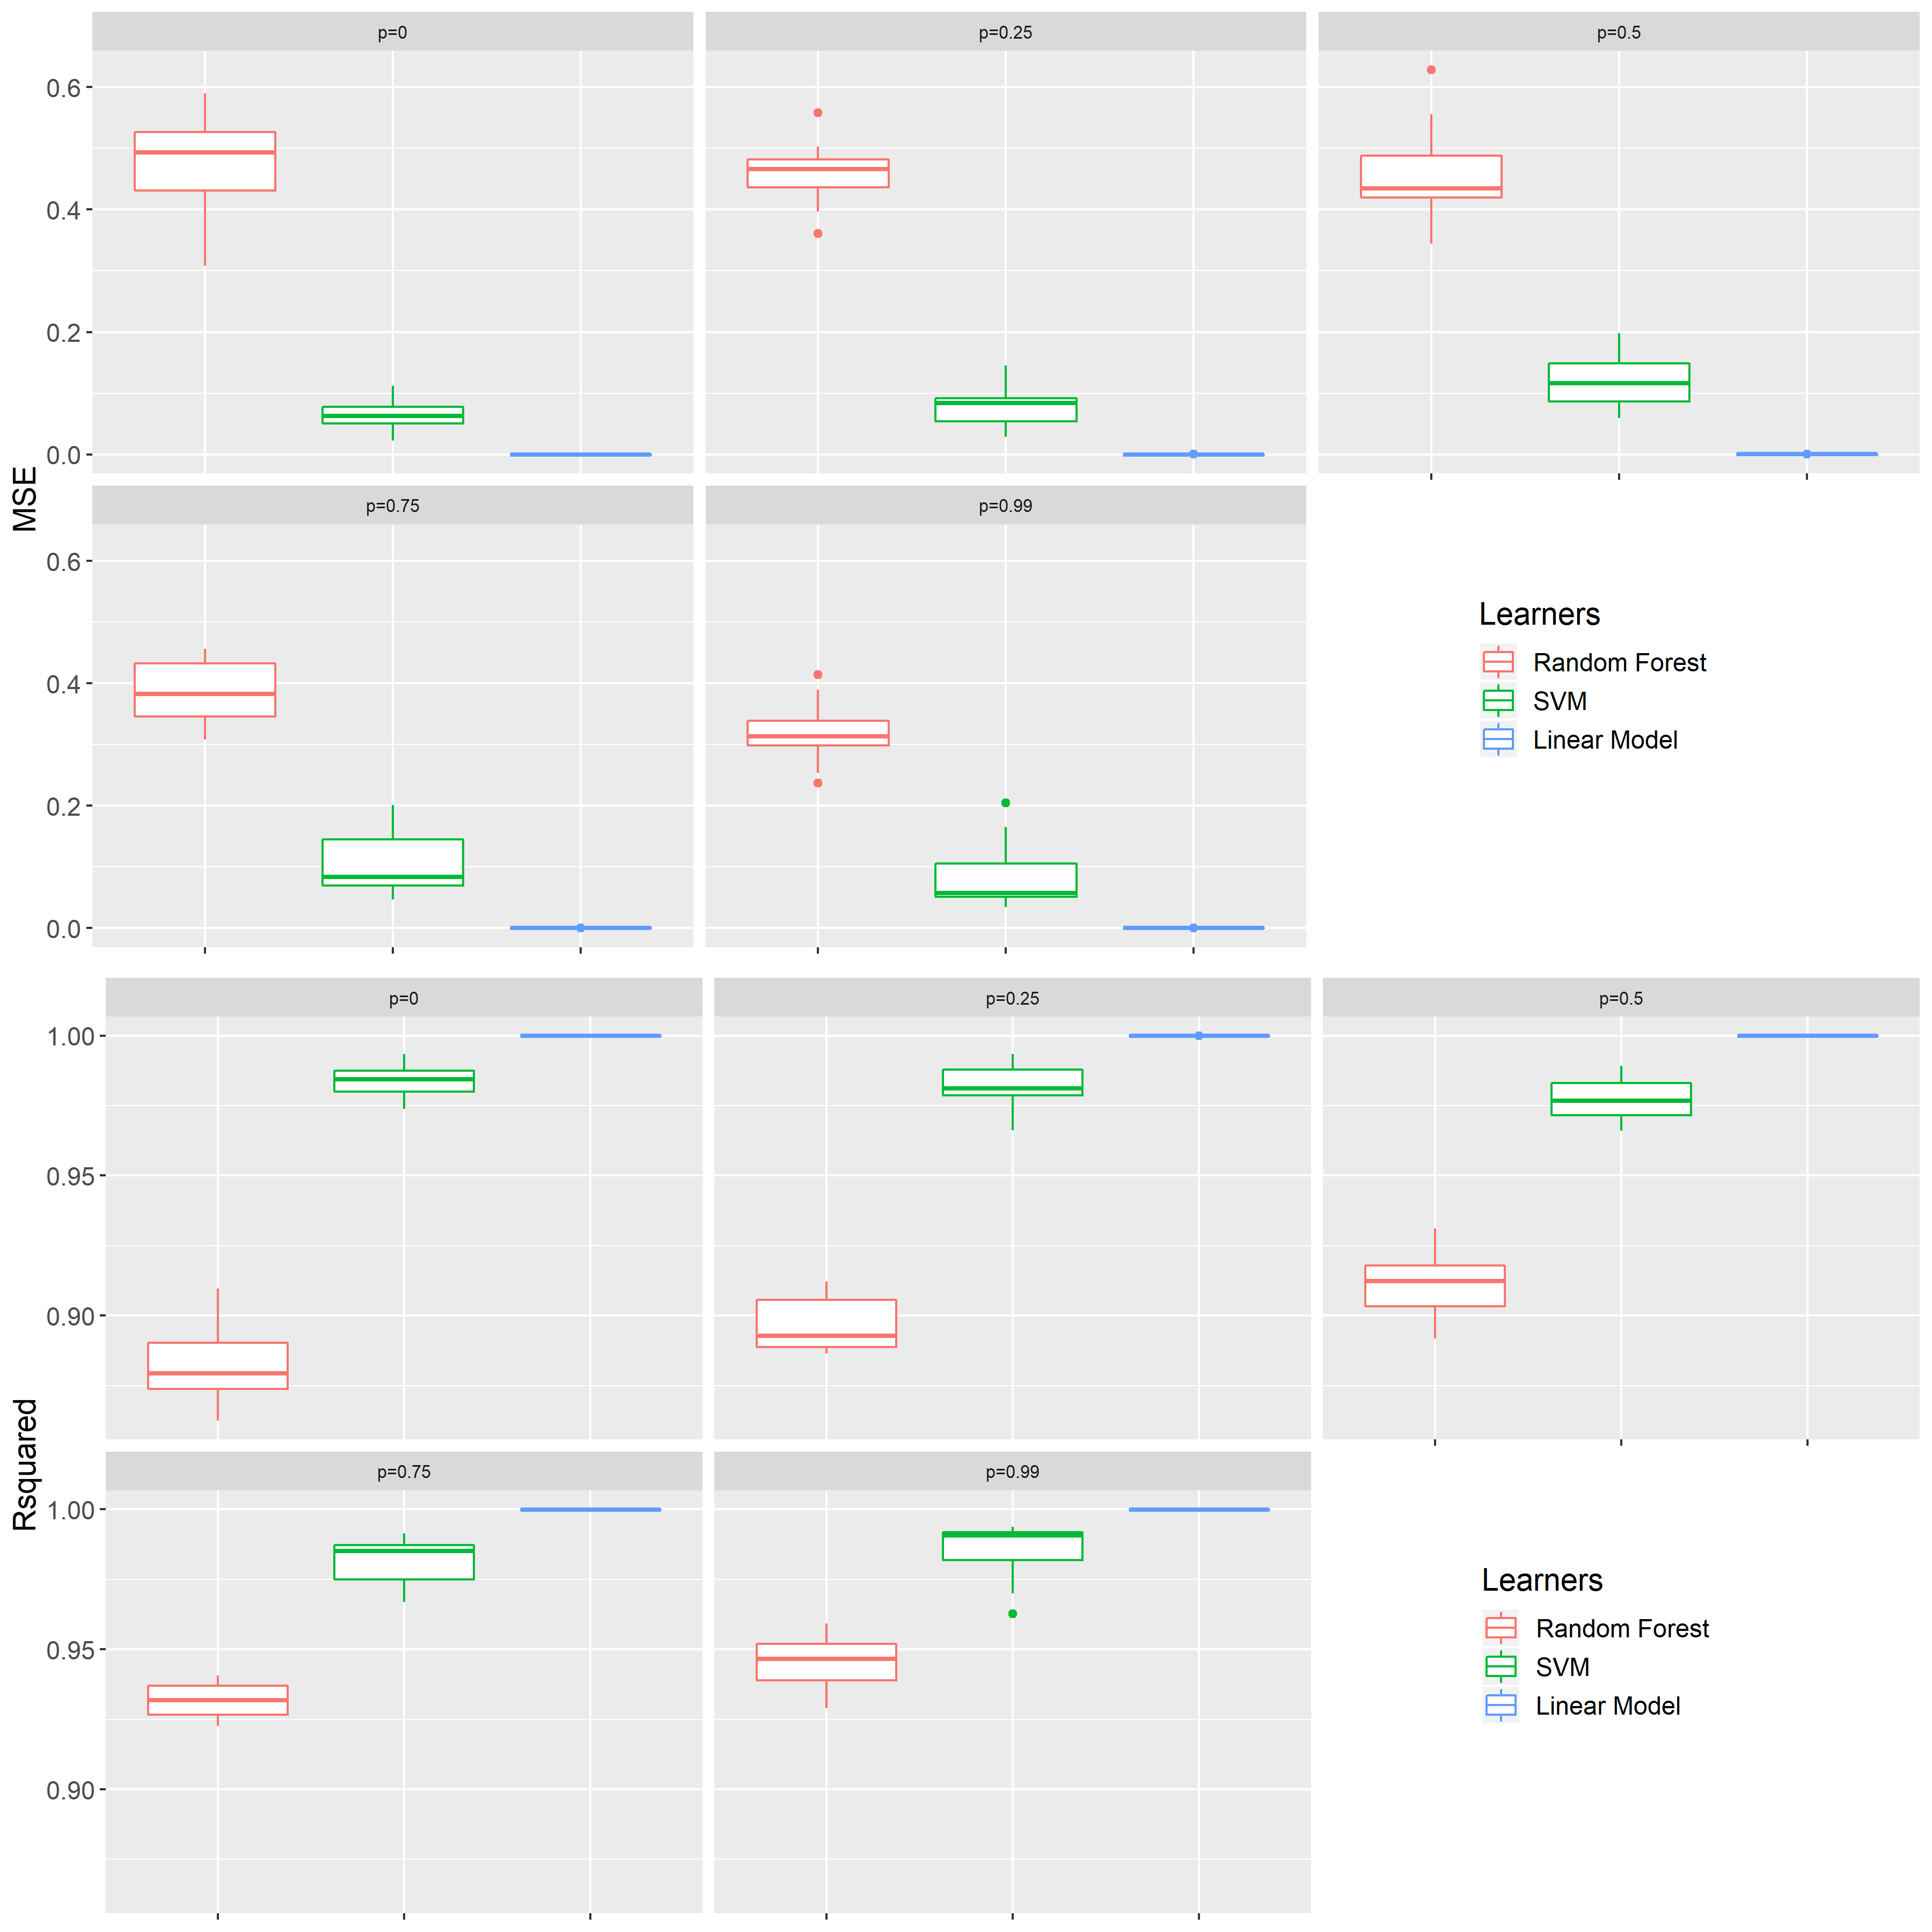 p=0
p=0.25
p=0.5
0.6
0.4
0.2
0.0
MSE
p=0.75
p=0.99
0.6
0.4
0.2
0.0
Learners
Random Forest
SVM
Linear Model
p=0
p=0.25
p=0.5
1.00
0.95
0.90
Rsquared
p=0.75
p=0.99
1.00
0.95
0.90
Learners
Random Forest
SVM
Linear Model